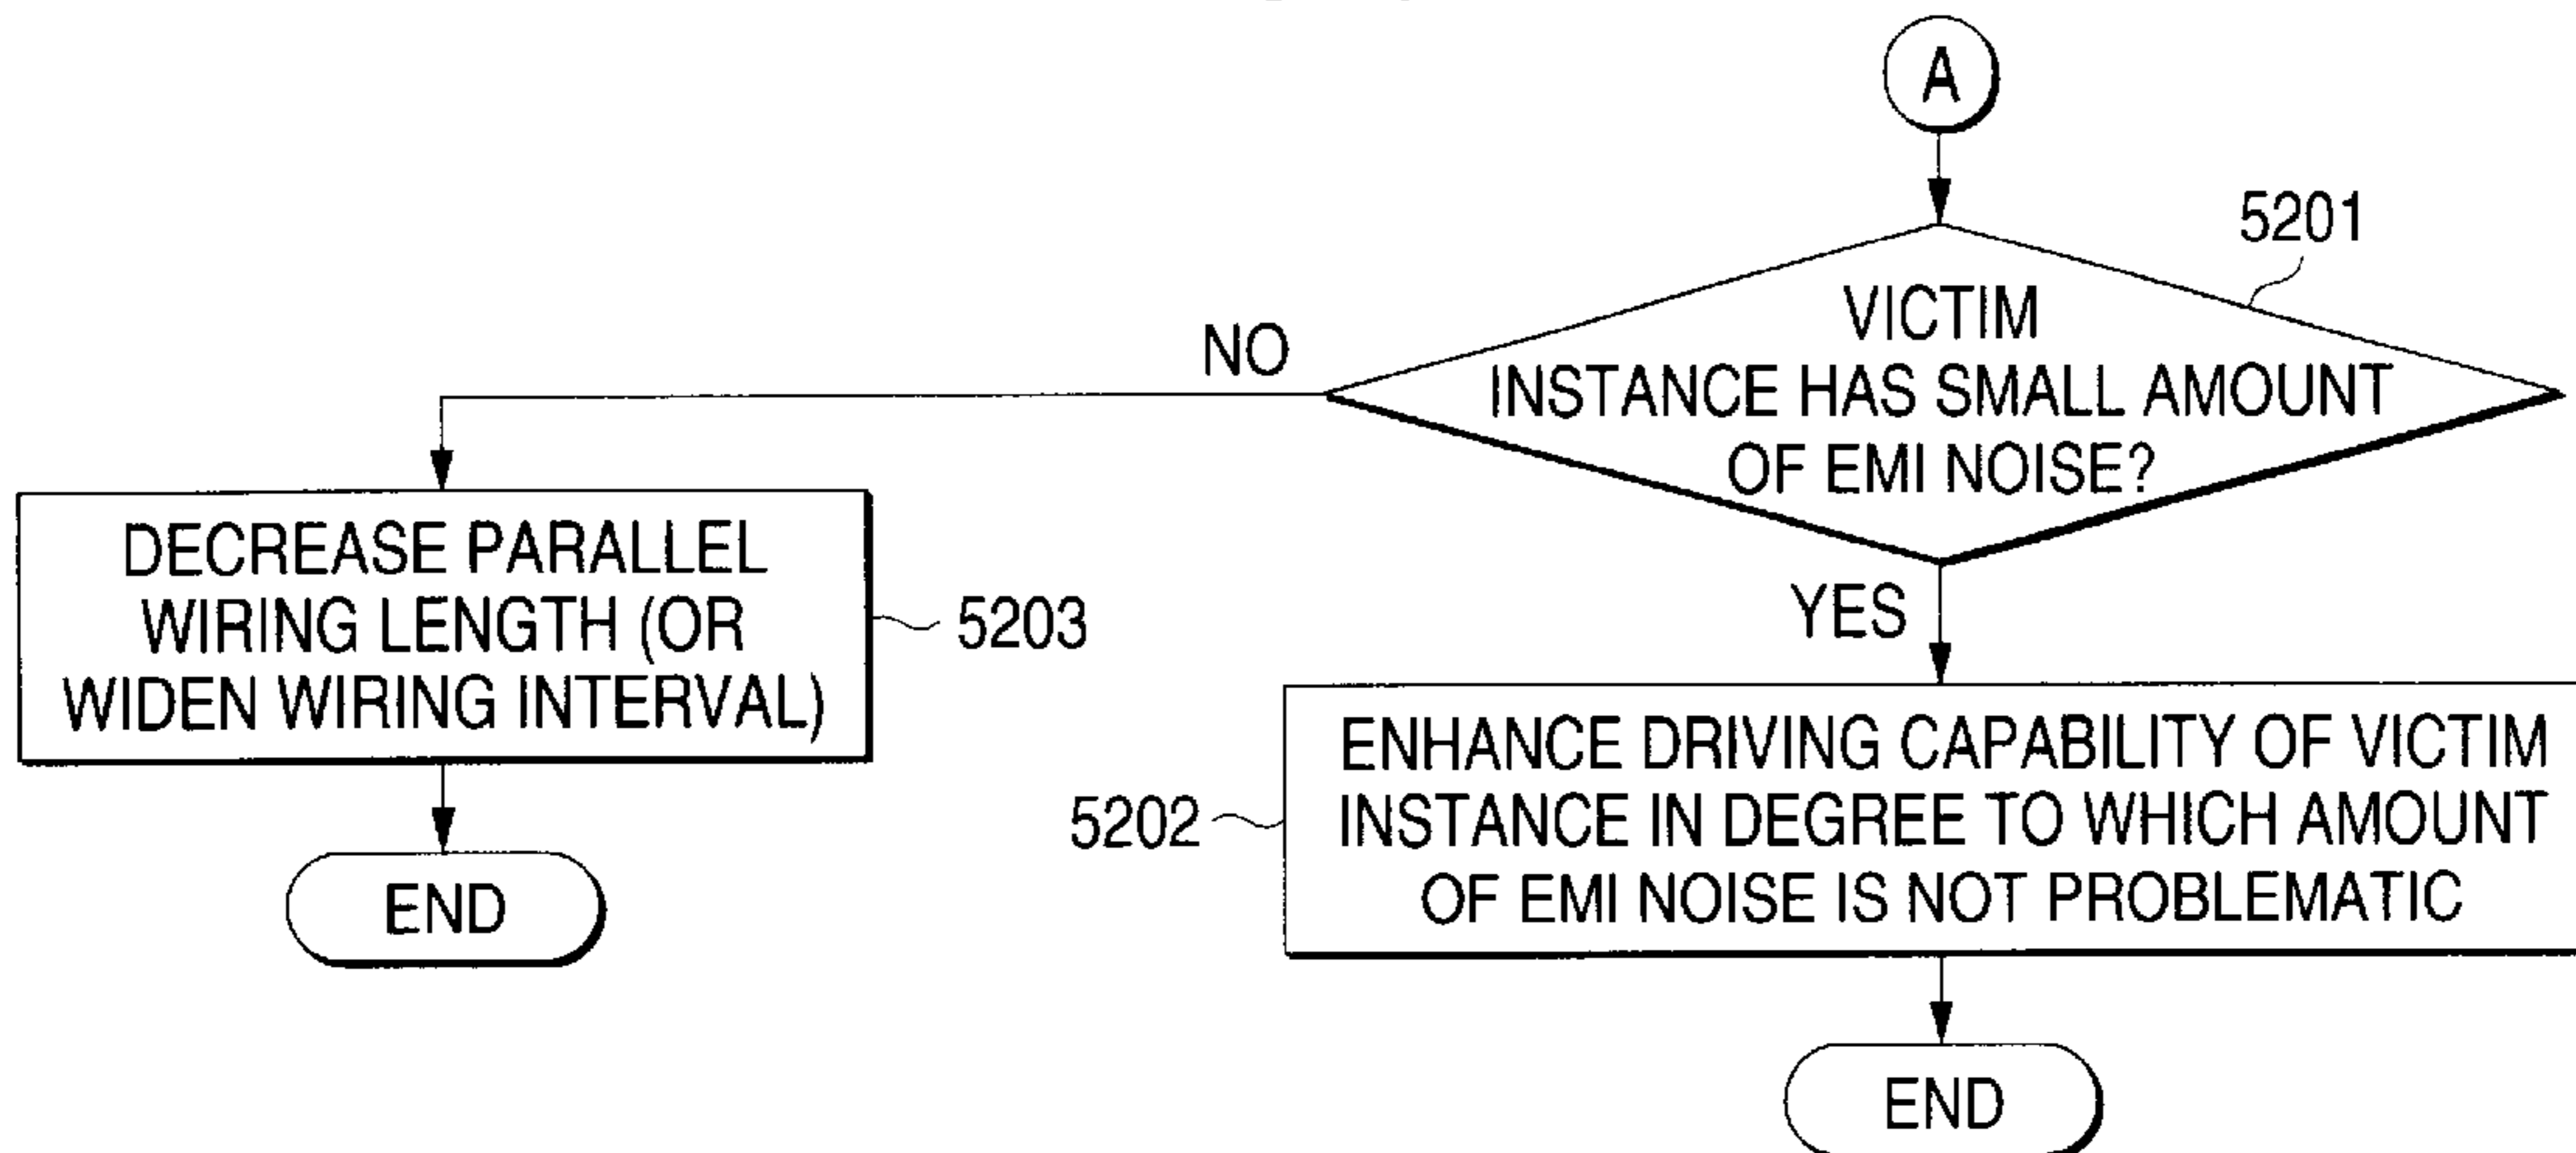 A
5201
VICTIM
INSTANCE HAS SMALL AMOUNT
OF EMI NOISE?
NO
YES
DECREASE PARALLEL
WIRING LENGTH (OR
WIDEN WIRING INTERVAL)
5203
END
5202
ENHANCE DRIVING CAPABILITY OF VICTIM
INSTANCE IN DEGREE TO WHICH AMOUNT
OF EMI NOISE IS NOT PROBLEMATIC
END